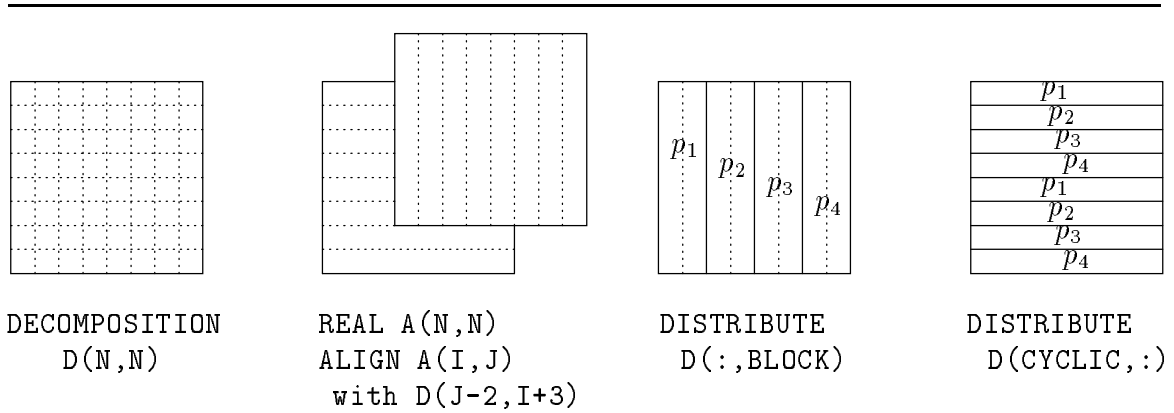 p1
p2
p3
p4
p1
p2
p3
p4
p1
p2
p3
p4
DECOMPOSITION
D(N,N)
REAL A(N,N)
ALIGN A(I,J)
with D(J-2,I+3)
DISTRIBUTE
D(:,BLOCK)
DISTRIBUTE
D(CYCLIC,:)